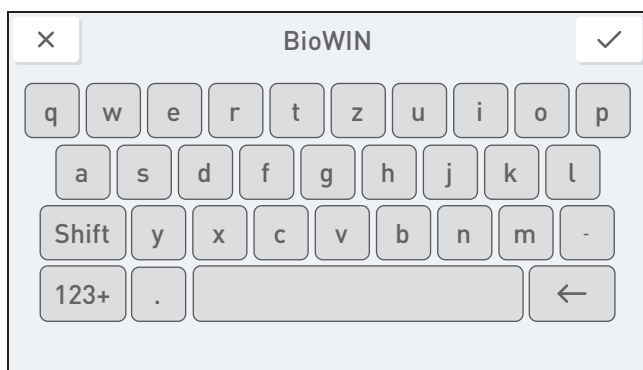 BioWIN
q w e r t z u i o p
a s d f g h j k l
Shift y x c v b n m -
123+ .